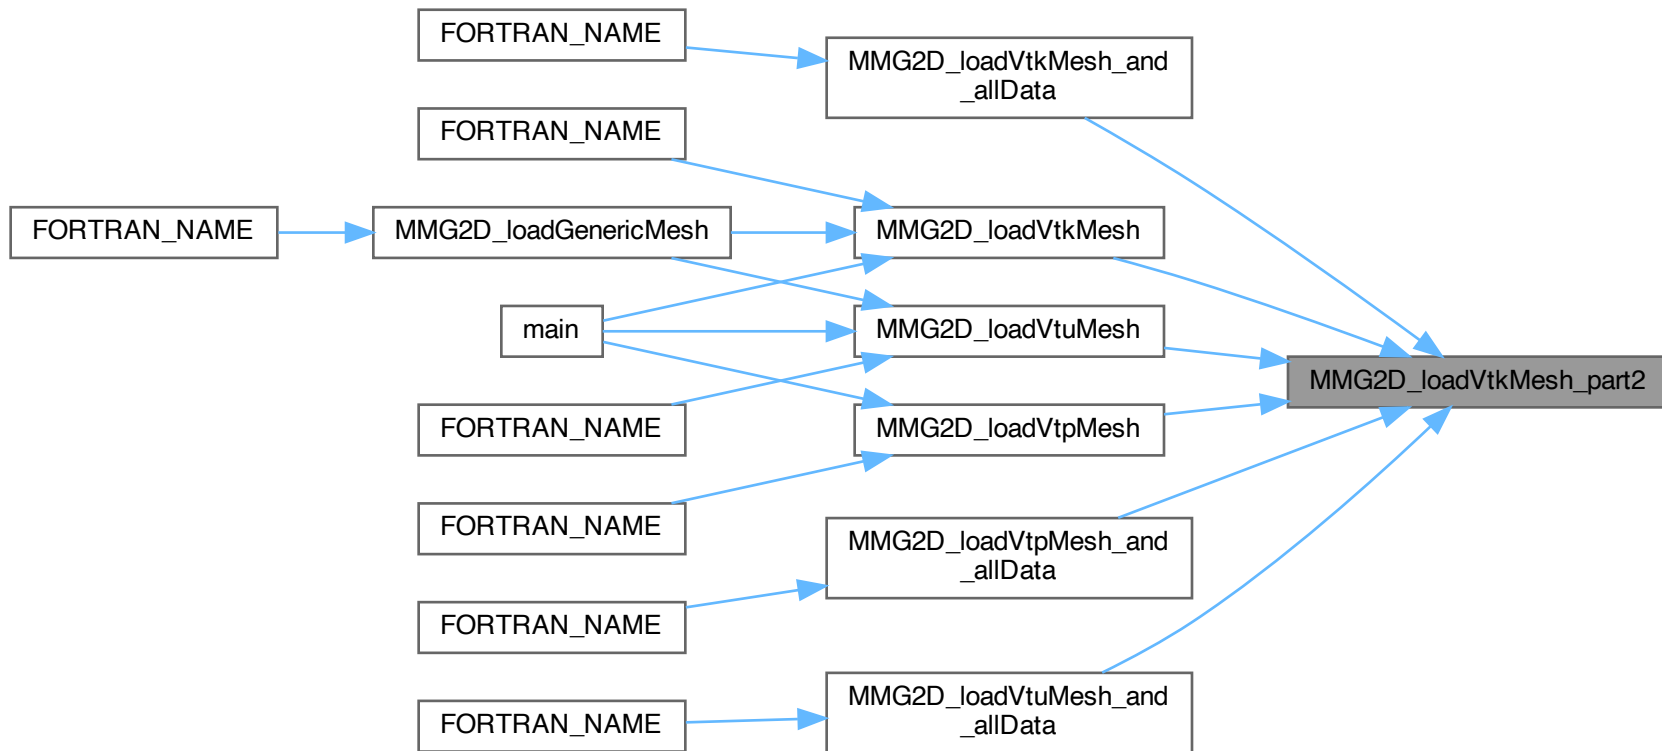 FORTRAN_NAME
MMG2D_loadVtkMesh_and
_allData
FORTRAN_NAME
FORTRAN_NAME
MMG2D_loadGenericMesh
MMG2D_loadVtkMesh
main
MMG2D_loadVtuMesh
MMG2D_loadVtkMesh_part2
FORTRAN_NAME
MMG2D_loadVtpMesh
FORTRAN_NAME
MMG2D_loadVtpMesh_and
_allData
FORTRAN_NAME
MMG2D_loadVtuMesh_and
_allData
FORTRAN_NAME